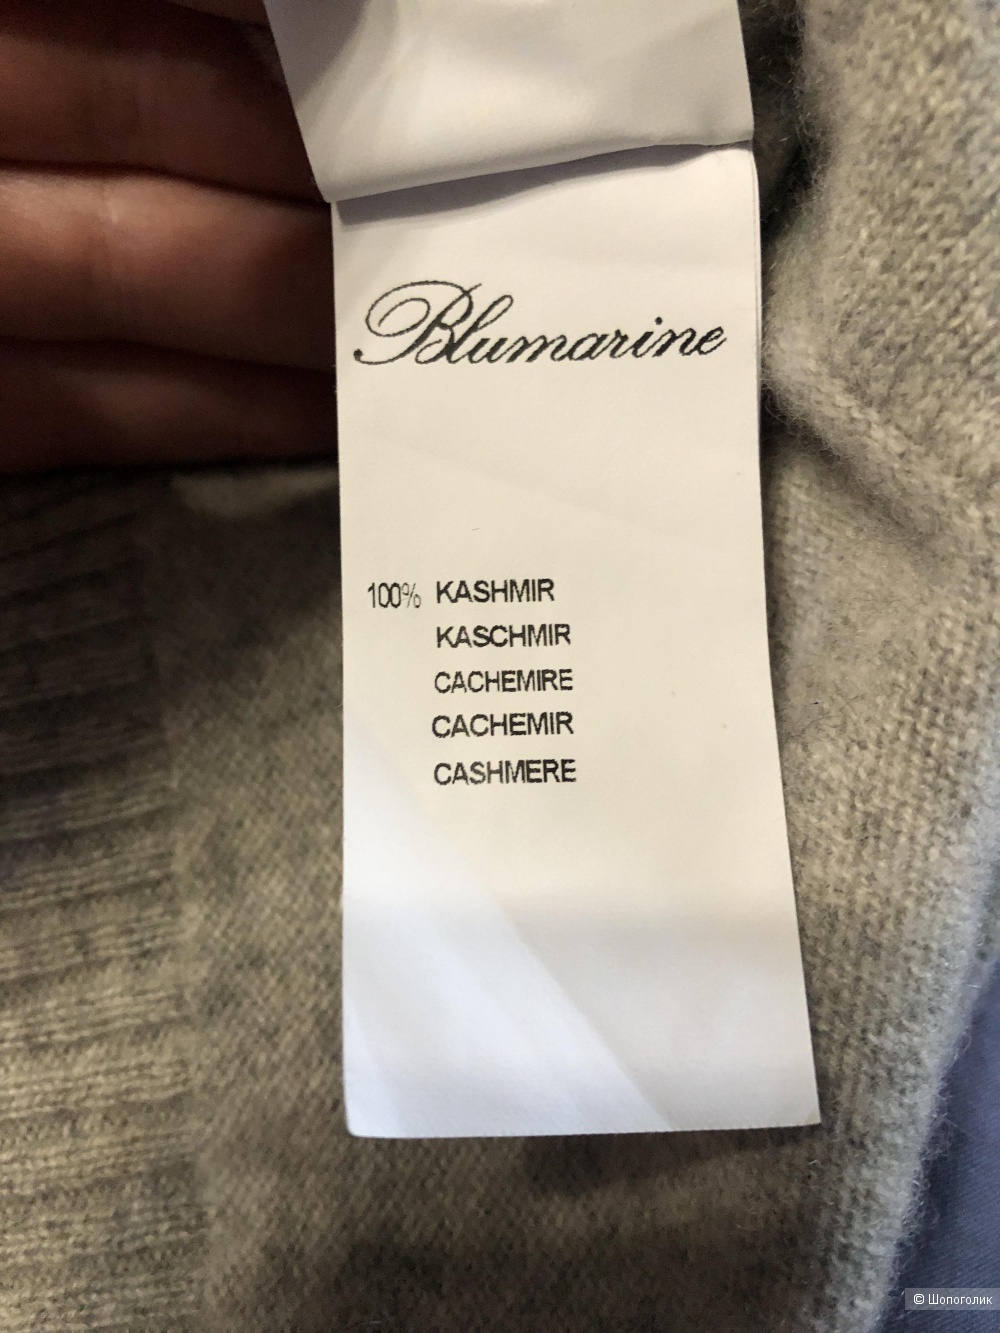 Blumarine
100% KASHMIR
KASCHMIR
CACHEMIRE
CACHEMIR
CASHMERE
© Шопоголик